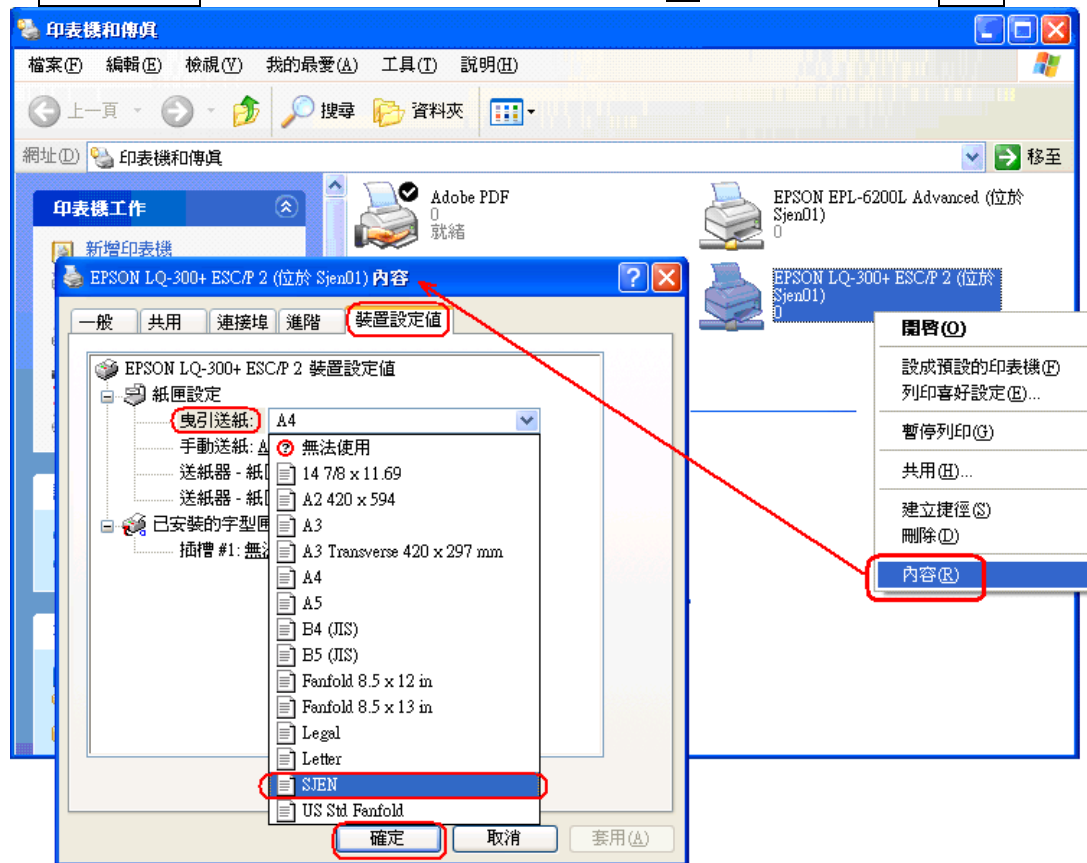 印表機和傳真
檔案(F) 編輯(E) 檢視(V) 我的最愛(A) 工具(T) 說明(H)
上一頁 搜尋 資料夾
網址(D) 印表機和傳真 移至
印表機工作
新增印表機
Adobe PDF
0
就緒
EPSON EPL-6200L Advanced (位於 Sjen01)
0
EPSON LQ-300+ ESC/P 2 (位於 Sjen01)
0
開啓(O)
設成預設的印表機(F)
列印喜好設定(E)...
暫停列印(G)
共用(H)...
建立捷徑(S)
刪除(D)
內容(R)
EPSON LQ-300+ ESC/P 2 (位於 Sjen01) 內容
一般 共用 連接埠 進階 裝置設定值
EPSON LQ-300+ ESC/P 2 裝置設定值
紙匣設定
曳引送紙: A4
手動送紙: A
送紙器 - 紙
送紙器 - 紙
已安裝的字型匣
插槽 #1: 無
無法使用
14 7/8 x 11.69
A2 420 x 594
A3
A3 Transverse 420 x 297 mm
A4
A5
B4 (JIS)
B5 (JIS)
Fanfold 8.5 x 12 in
Fanfold 8.5 x 13 in
Legal
Letter
SJEN
US Std Fanfold
確定 取消 套用(A)